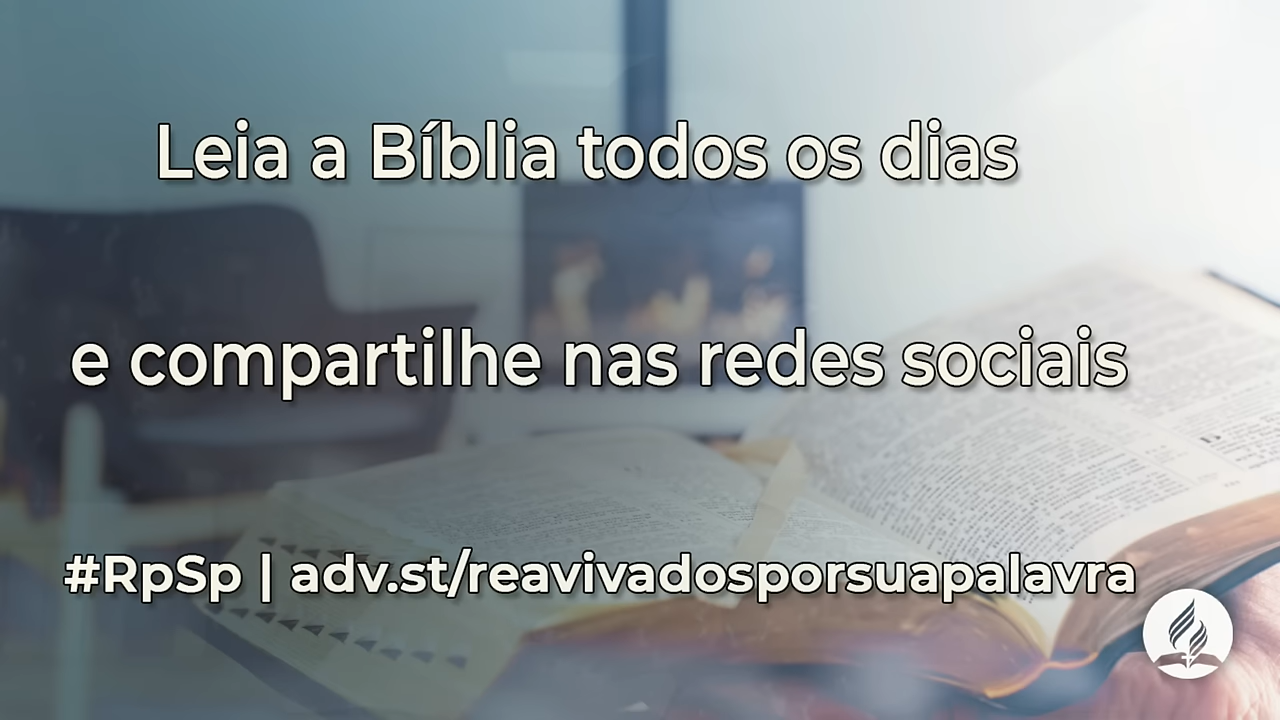 Leia a Bíblia todos os dias
e compartilhe nas redes sociais
#RpSp | adv.st/reavivadosporsuapalavra